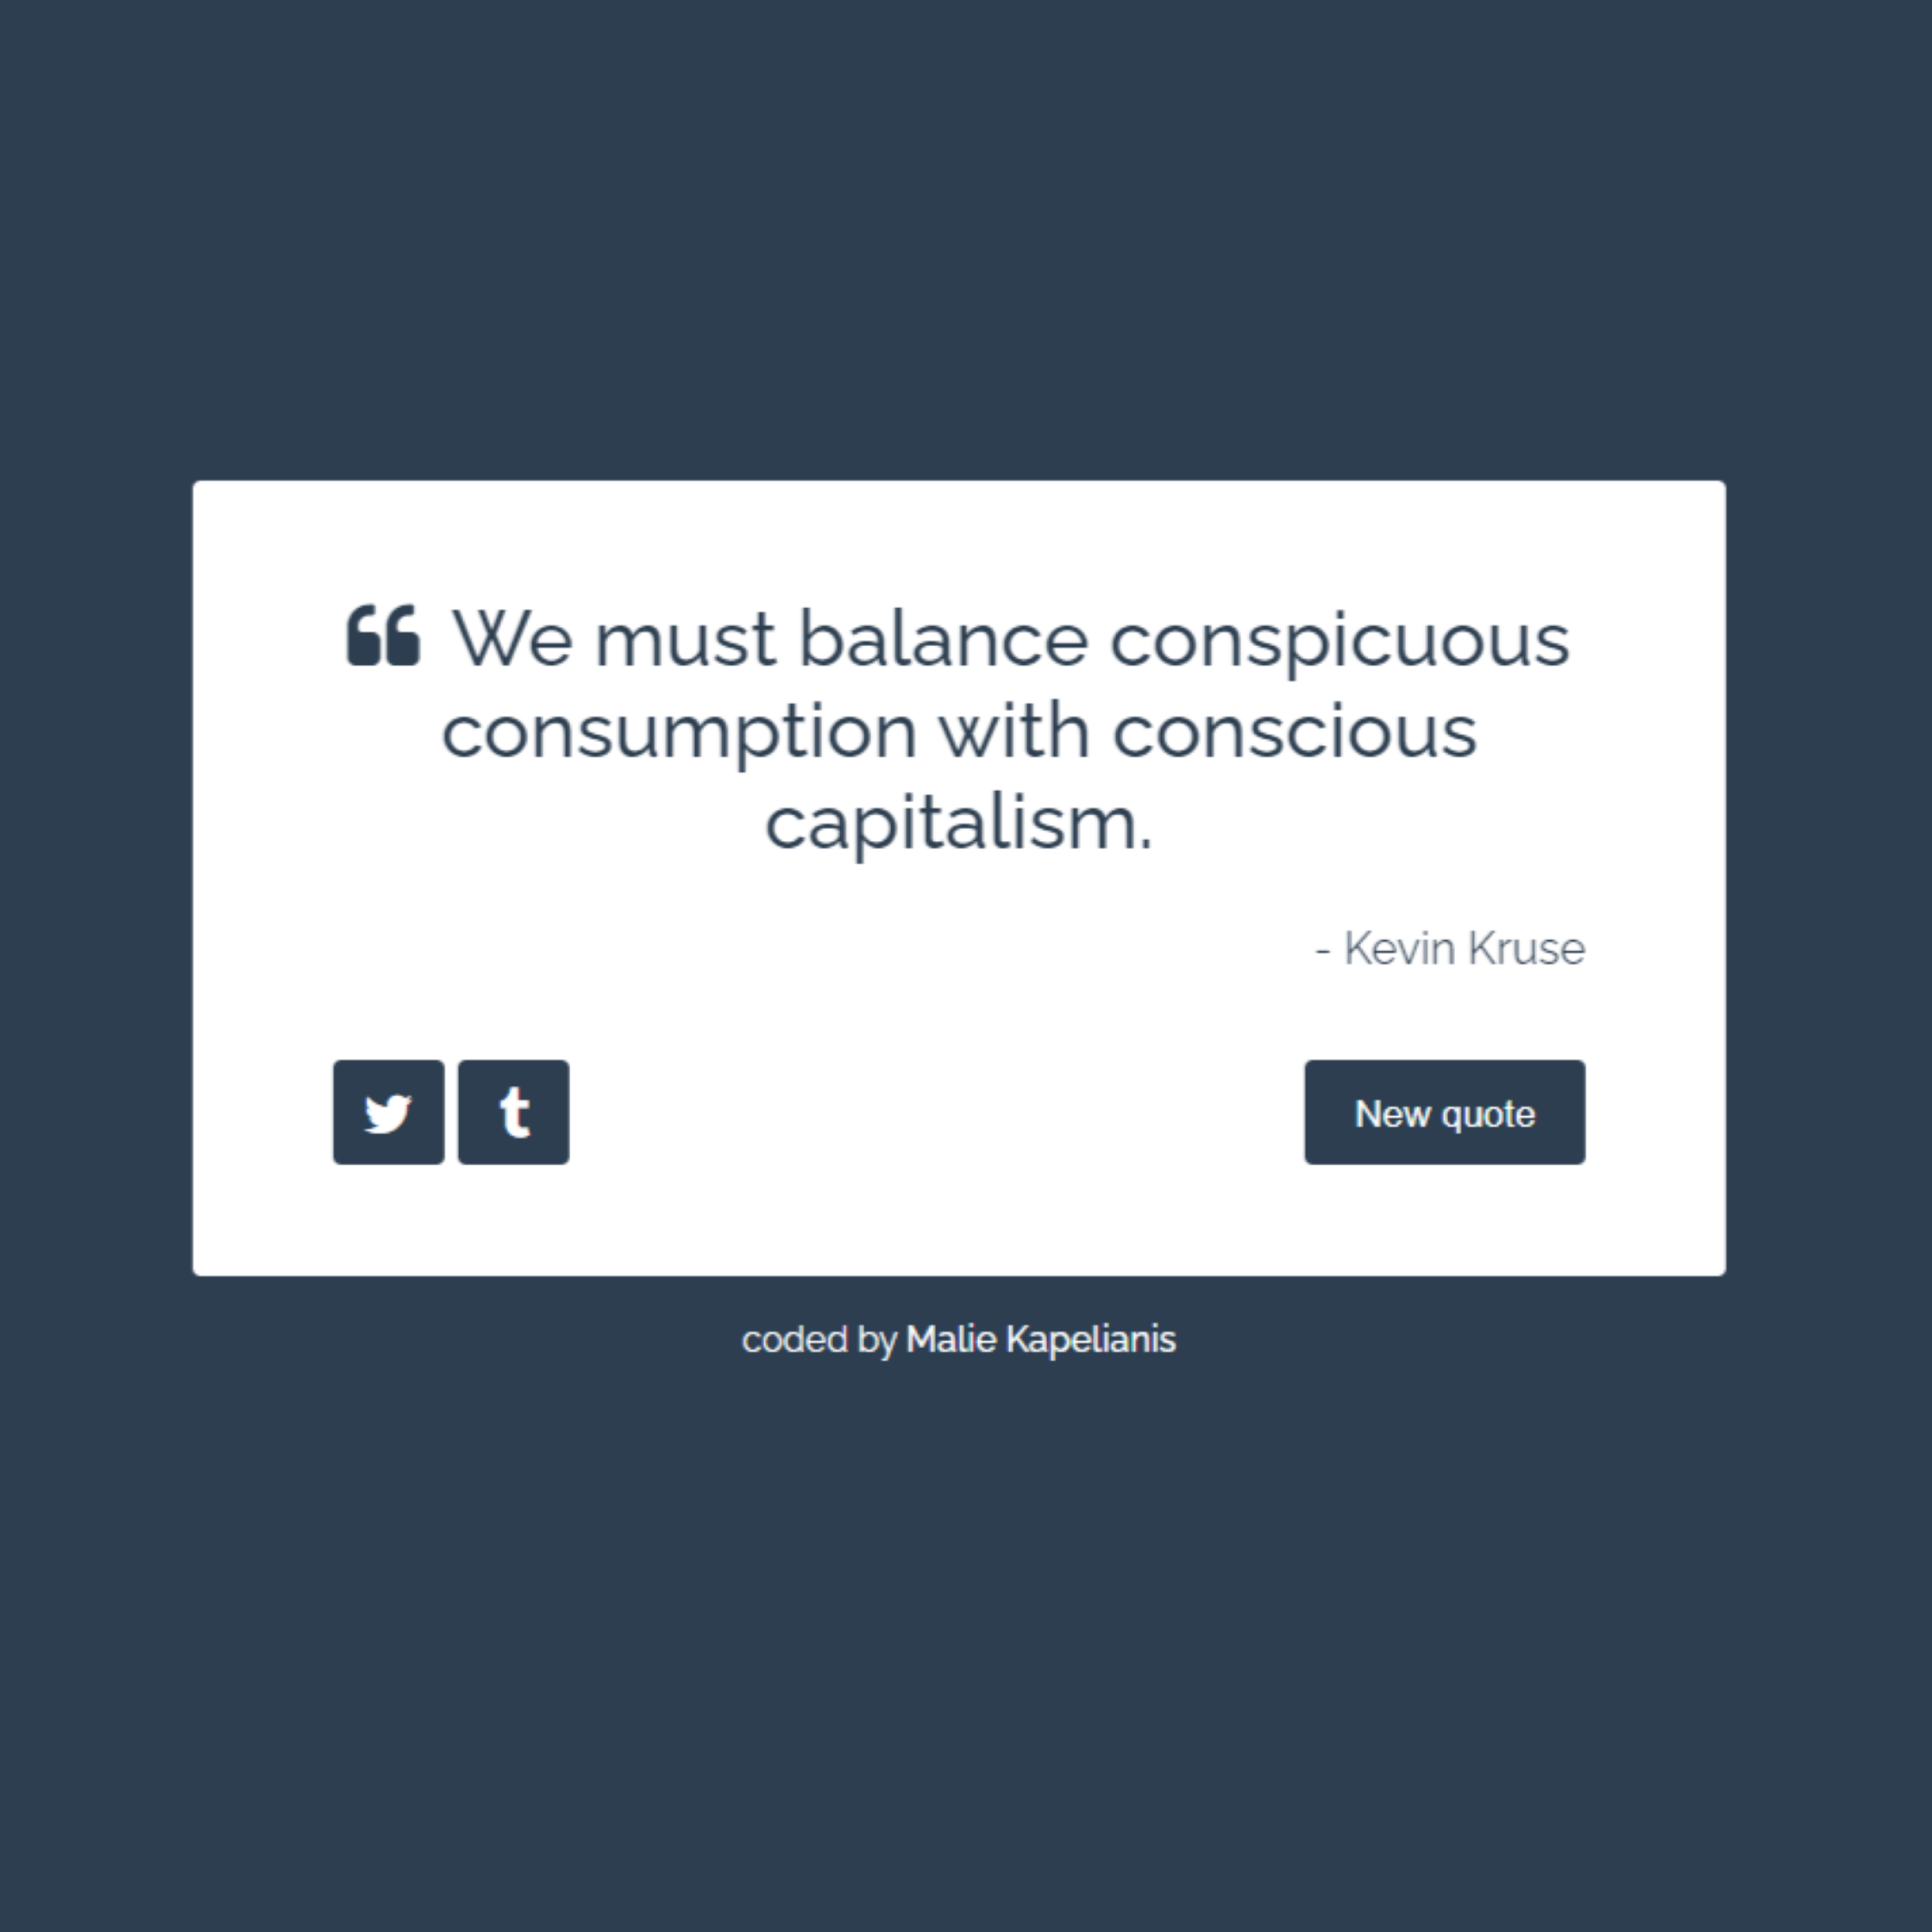 “ We must balance conspicuous
consumption with conscious
capitalism.
- Kevin Kruse
New quote
coded by Malie Kapelianis